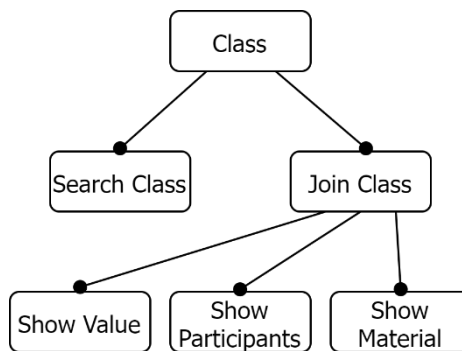 Class
Search Class
Join Class
Show Value
Show
Participants
Show
Material